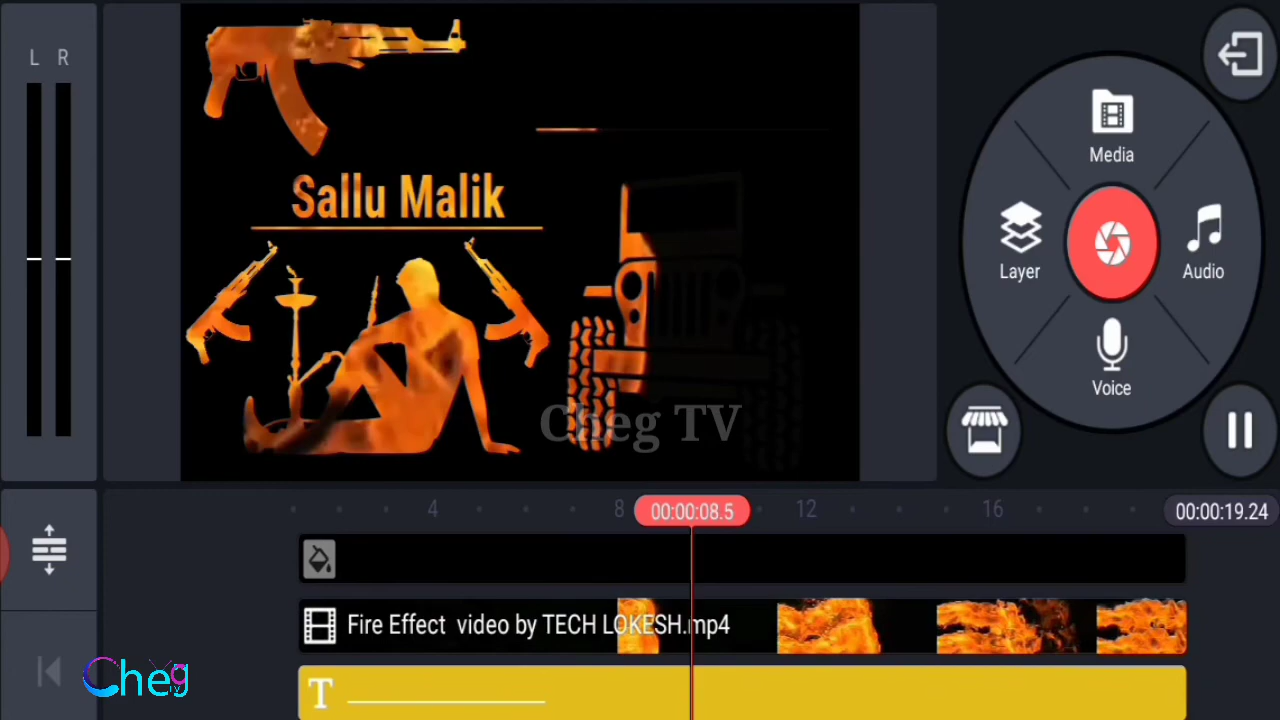 L R
Sallu Malik
Cheg TV
Media
Layer
Audio
Voice
4
8
00:00:08.5
12
16
00:00:19.24
Fire Effect video by TECH LOKESH.mp4
T
Cheg
TV